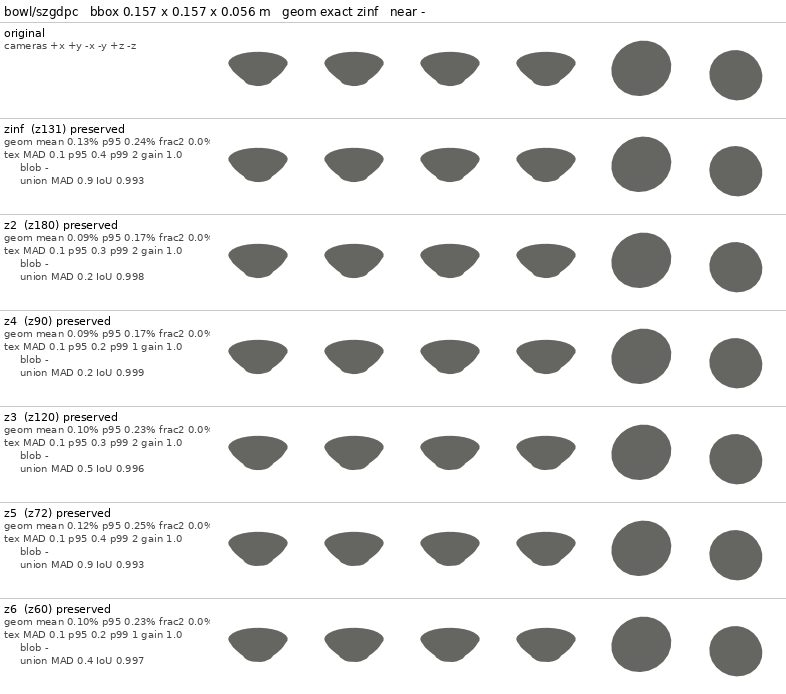 bowl/szgdpc bbox 0.157 x 0.157 x 0.056 m geom exact zinf near -
original
cameras +x +y -x -y +z -z
zinf (z131) preserved
geom mean 0.13% p95 0.24% frac2 0.0%
tex MAD 0.1 p95 0.4 p99 2 gain 1.0
blob -
union MAD 0.9 IoU 0.993
z2 (z180) preserved
geom mean 0.09% p95 0.17% frac2 0.0%
tex MAD 0.1 p95 0.3 p99 2 gain 1.0
blob -
union MAD 0.2 IoU 0.998
z4 (z90) preserved
geom mean 0.09% p95 0.17% frac2 0.0%
tex MAD 0.1 p95 0.2 p99 1 gain 1.0
blob -
union MAD 0.2 IoU 0.999
z3 (z120) preserved
geom mean 0.10% p95 0.23% frac2 0.0%
tex MAD 0.1 p95 0.3 p99 2 gain 1.0
blob -
union MAD 0.5 IoU 0.996
z5 (z72) preserved
geom mean 0.12% p95 0.25% frac2 0.0%
tex MAD 0.1 p95 0.4 p99 2 gain 1.0
blob -
union MAD 0.9 IoU 0.993
z6 (z60) preserved
geom mean 0.10% p95 0.23% frac2 0.0%
tex MAD 0.1 p95 0.2 p99 1 gain 1.0
blob -
union MAD 0.4 IoU 0.997